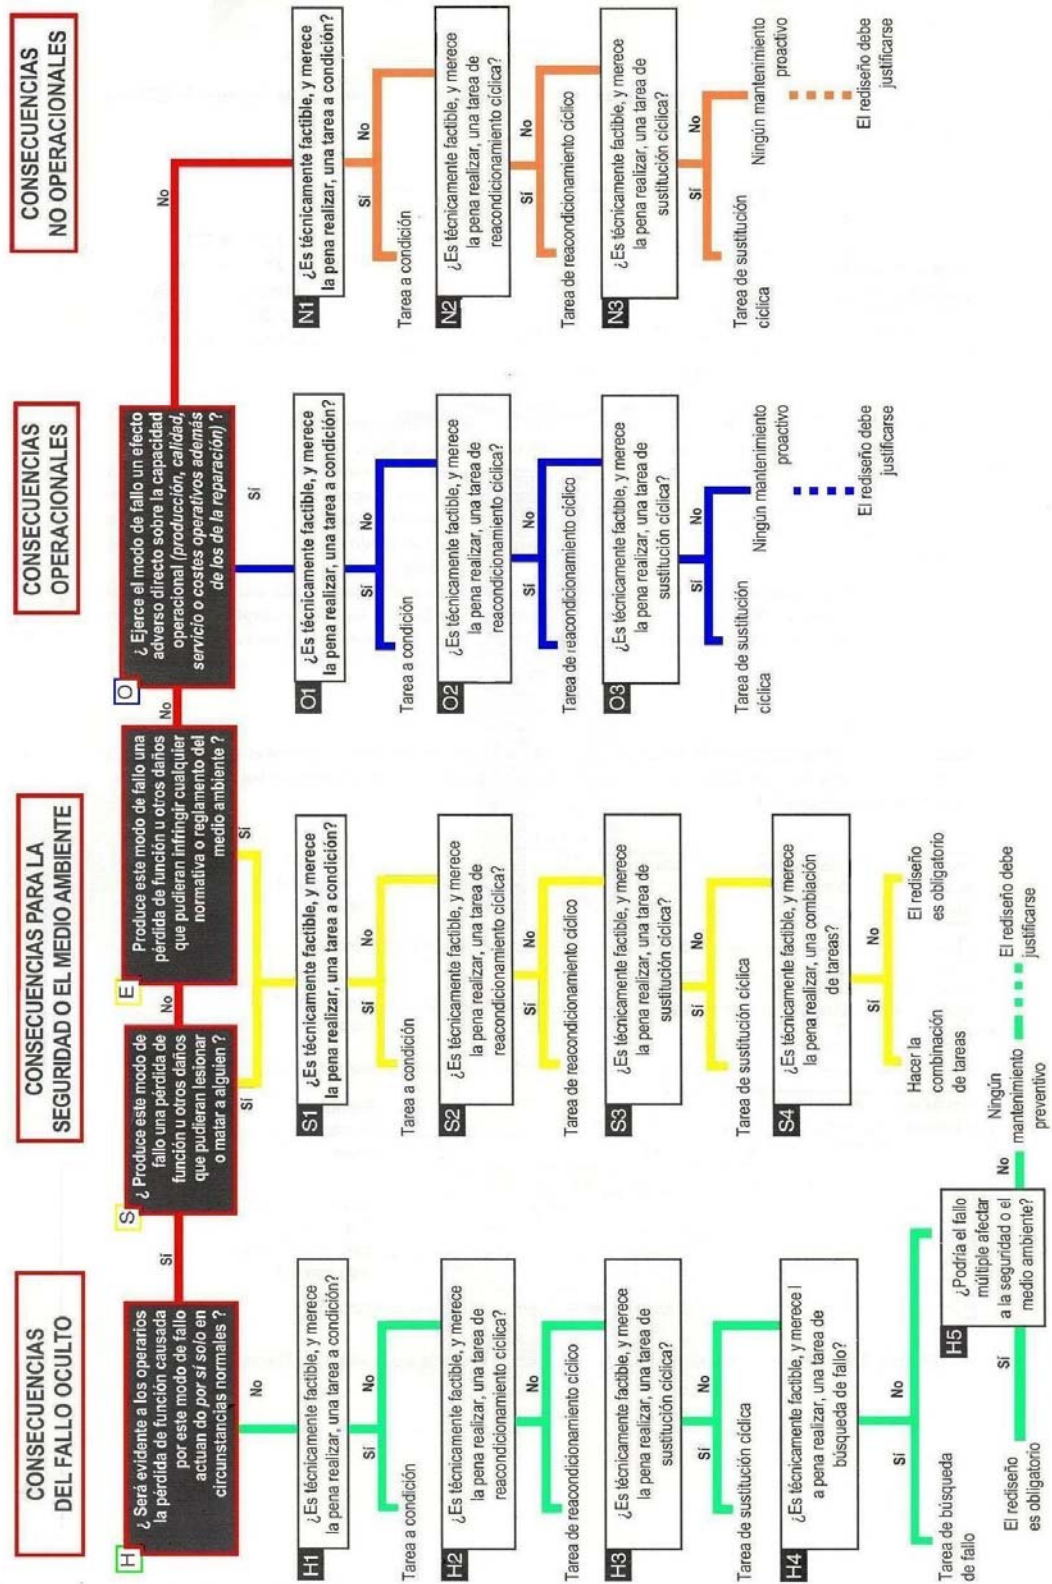 CONSECUENCIAS
DEL FALLO OCULTO
CONSECUENCIAS PARA LA
SEGURIDAD O EL MEDIO AMBIENTE
CONSECUENCIAS
OPERACIONALES
CONSECUENCIAS
NO OPERACIONALES
H
¿ Será evidente a los operarios
la pérdida de función causada
por este modo de fallo
actuan do por sí solo en
circunstancias normales ?
Sí
No
S
¿ Produce este modo de
fallo una pérdida de
función u otros daños
que pudieran lesionar
o matar a alguien ?
No
Sí
E
Produce este modo de fallo una
pérdida de función u otros daños
que pudieran infringir cualquier
normativa o reglamento del
medio ambiente ?
No
Sí
O
¿ Ejerce el modo de fallo un efecto
adverso directo sobre la capacidad
operacional (producción, calidad,
servicio o costes operativos además
de los de la reparación) ?
No
Sí
H1
¿Es técnicamente factible, y merece
la pena realizar, una tarea a condición?
Sí
No
Tarea a condición
H2
¿Es técnicamente factible, y merece
la pena realizar, una tarea de
reacondicionamiento cíclica?
Sí
No
Tarea de reacondicionamiento cíclico
H3
¿Es técnicamente factible, y merece
la pena realizar, una tarea de
sustitución cíclica?
Sí
No
Tarea de sustitución cíclica
H4
¿Es técnicamente factible, y merece l
a pena realizar, una tarea de
búsqueda de fallo?
Sí
No
Tarea de búsqueda
de fallo
H5
¿Podría el fallo
múltiple afectar
a la seguridad o el
medio ambiente?
Sí
No
El rediseño
es obligatorio
Ningún
mantenimiento
preventivo
El rediseño debe
justificarse
S1
¿Es técnicamente factible, y merece
la pena realizar, una tarea a condición?
Sí
No
Tarea a condición
S2
¿Es técnicamente factible, y merece
la pena realizar, una tarea de
reacondicionamiento cíclica?
Sí
No
Tarea de reacondicionamiento cíclico
S3
¿Es técnicamente factible, y merece
la pena realizar, una tarea de
sustitución cíclica?
Sí
No
Tarea de sustitución cíclica
S4
¿Es técnicamente factible, y merece
la pena realizar, una combiación
de tareas?
Sí
No
Hacer la
combinación
de tareas
El rediseño
es obligatorio
O1
¿Es técnicamente factible, y merece
la pena realizar, una tarea a condición?
Sí
No
Tarea a condición
O2
¿Es técnicamente factible, y merece
la pena realizar, una tarea de
reacondicionamiento cíclica?
Sí
No
Tarea de reacondicionamiento cíclico
O3
¿Es técnicamente factible, y merece
la pena realizar, una tarea de
sustitución cíclica?
Sí
No
Tarea de sustitución
cíclica
Ningún mantenimiento
proactivo
El rediseño debe
justificarse
N1
¿Es técnicamente factible, y merece
la pena realizar, una tarea a condición?
Sí
No
Tarea a condición
N2
¿Es técnicamente factible, y merece
la pena realizar, una tarea de
reacondicionamiento cíclica?
Sí
No
Tarea de reacondicionamiento cíclico
N3
¿Es técnicamente factible, y merece
la pena realizar, una tarea de
sustitución cíclica?
Sí
No
Tarea de sustitución
cíclica
Ningún mantenimiento
proactivo
El rediseño debe
justificarse